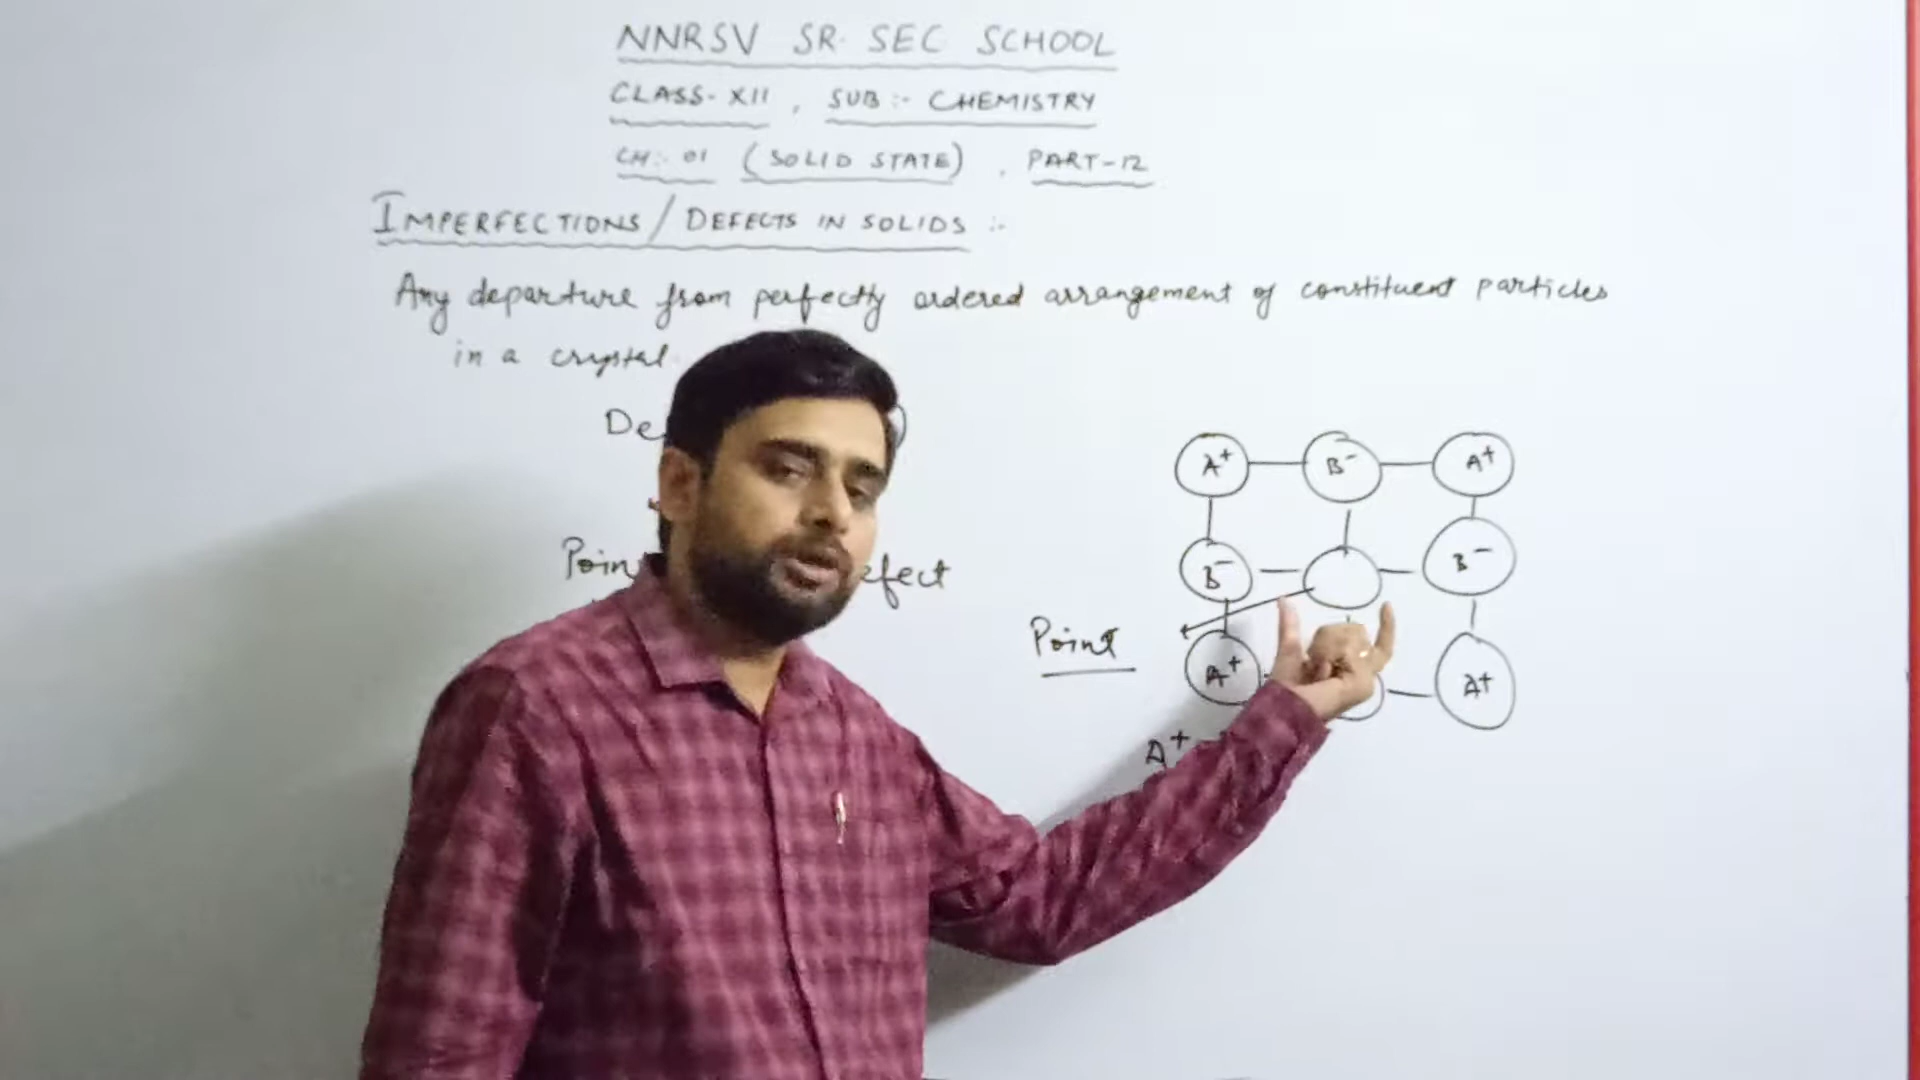 NNRSV SR. SEC SCHOOL
CLASS-XII, SUB:- CHEMISTRY
CH:- 01 (SOLID STATE), PART-12
IMPERFECTIONS / DEFECTS IN SOLIDS :-
Any departure from perfectly ordered arrangement of constituent particles
in a crystal
A+ B- A+
B- B-
Point
A+ A+
A+